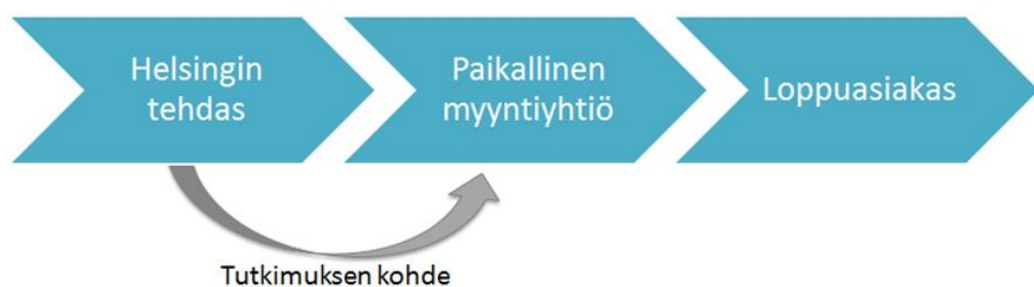 Helsingin
tehdas
Paikallinen
myyntiyhtiö
Loppuasiakas
Tutkimuksen kohde